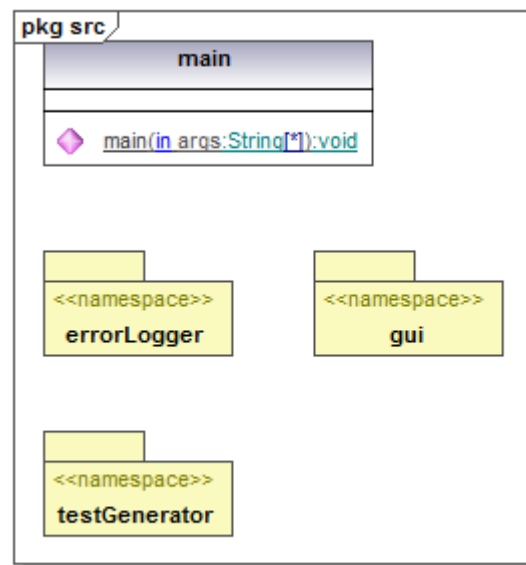 pkg src
main
main(in args:String[*]):void
<<namespace>>
errorLogger
<<namespace>>
gui
<<namespace>>
testGenerator